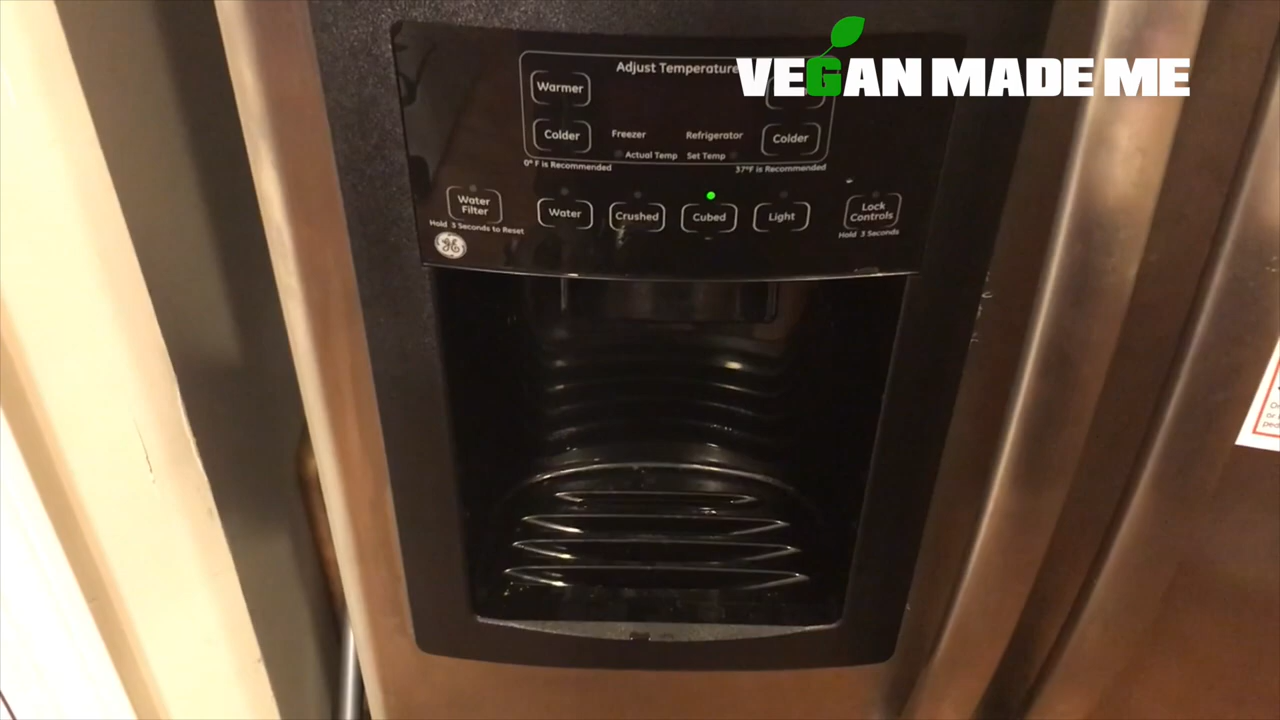 VEGAN MADE ME
Adjust Temperature
Warmer
Colder
Freezer
Refrigerator
Colder
Actual Temp
Set Temp
0° F is Recommended
37°F is Recommended
Water
Filter
Hold 3 Seconds to Reset
Water
Crushed
Cubed
Light
Lock
Controls
Hold 3 Seconds
GE